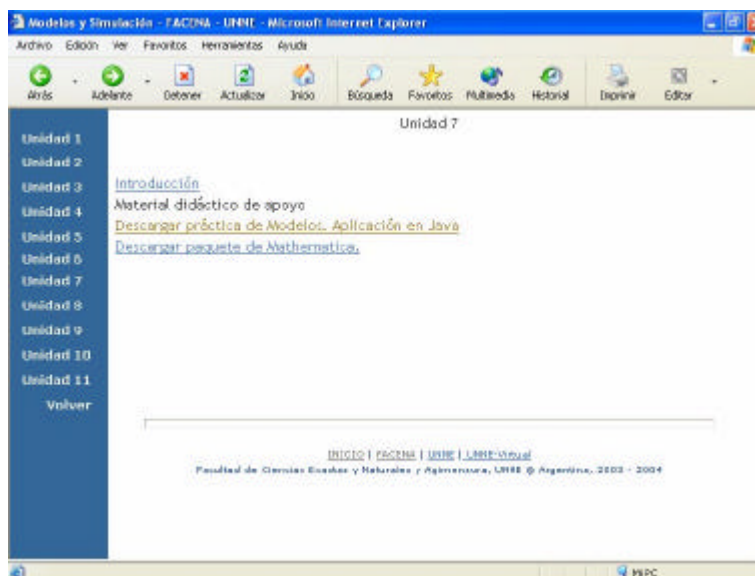 Modelos y Simulación - FACENA - UNNE - Microsoft Internet Explorer
Archivo Edición Ver Favoritos Herramientas Ayuda
Atrás Adelante Detener Actualizar Inicio Búsqueda Favoritos Multimedia Historial Imprimir Editar
Unidad 7
Unidad 1
Unidad 2
Unidad 3
Unidad 4
Unidad 5
Unidad 6
Unidad 7
Unidad 8
Unidad 9
Unidad 10
Unidad 11
Volver
Introducción
Material didáctico de apoyo
Descargar práctica de Modelos. Aplicación en Java
Descargar paquete de Mathematica.
INICIO | FACENA | UNNE | UNNE-Virtual
Facultad de Ciencias Exactas y Naturales y Agrimensura, UNNE @ Argentina, 2003 - 2004
Mi PC